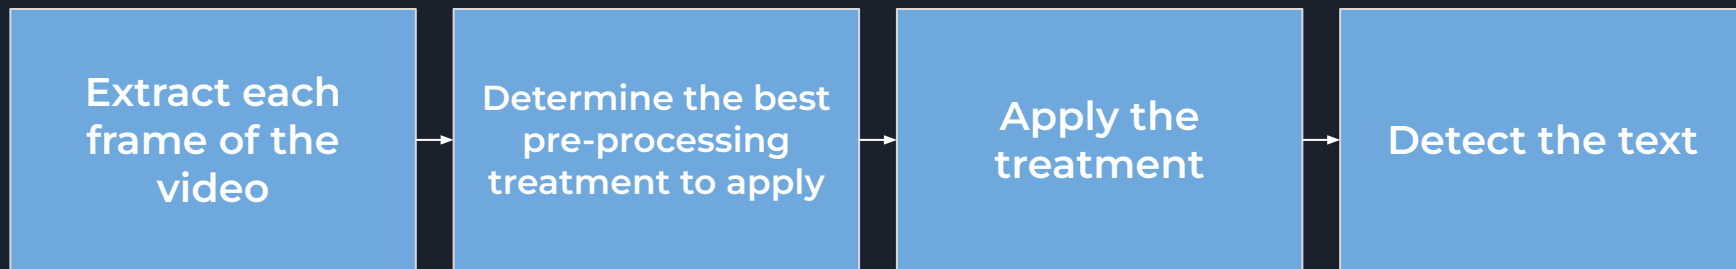 Extract each
frame of the
video
Determine the best
pre-processing
treatment to apply
Apply the
treatment
Detect the text